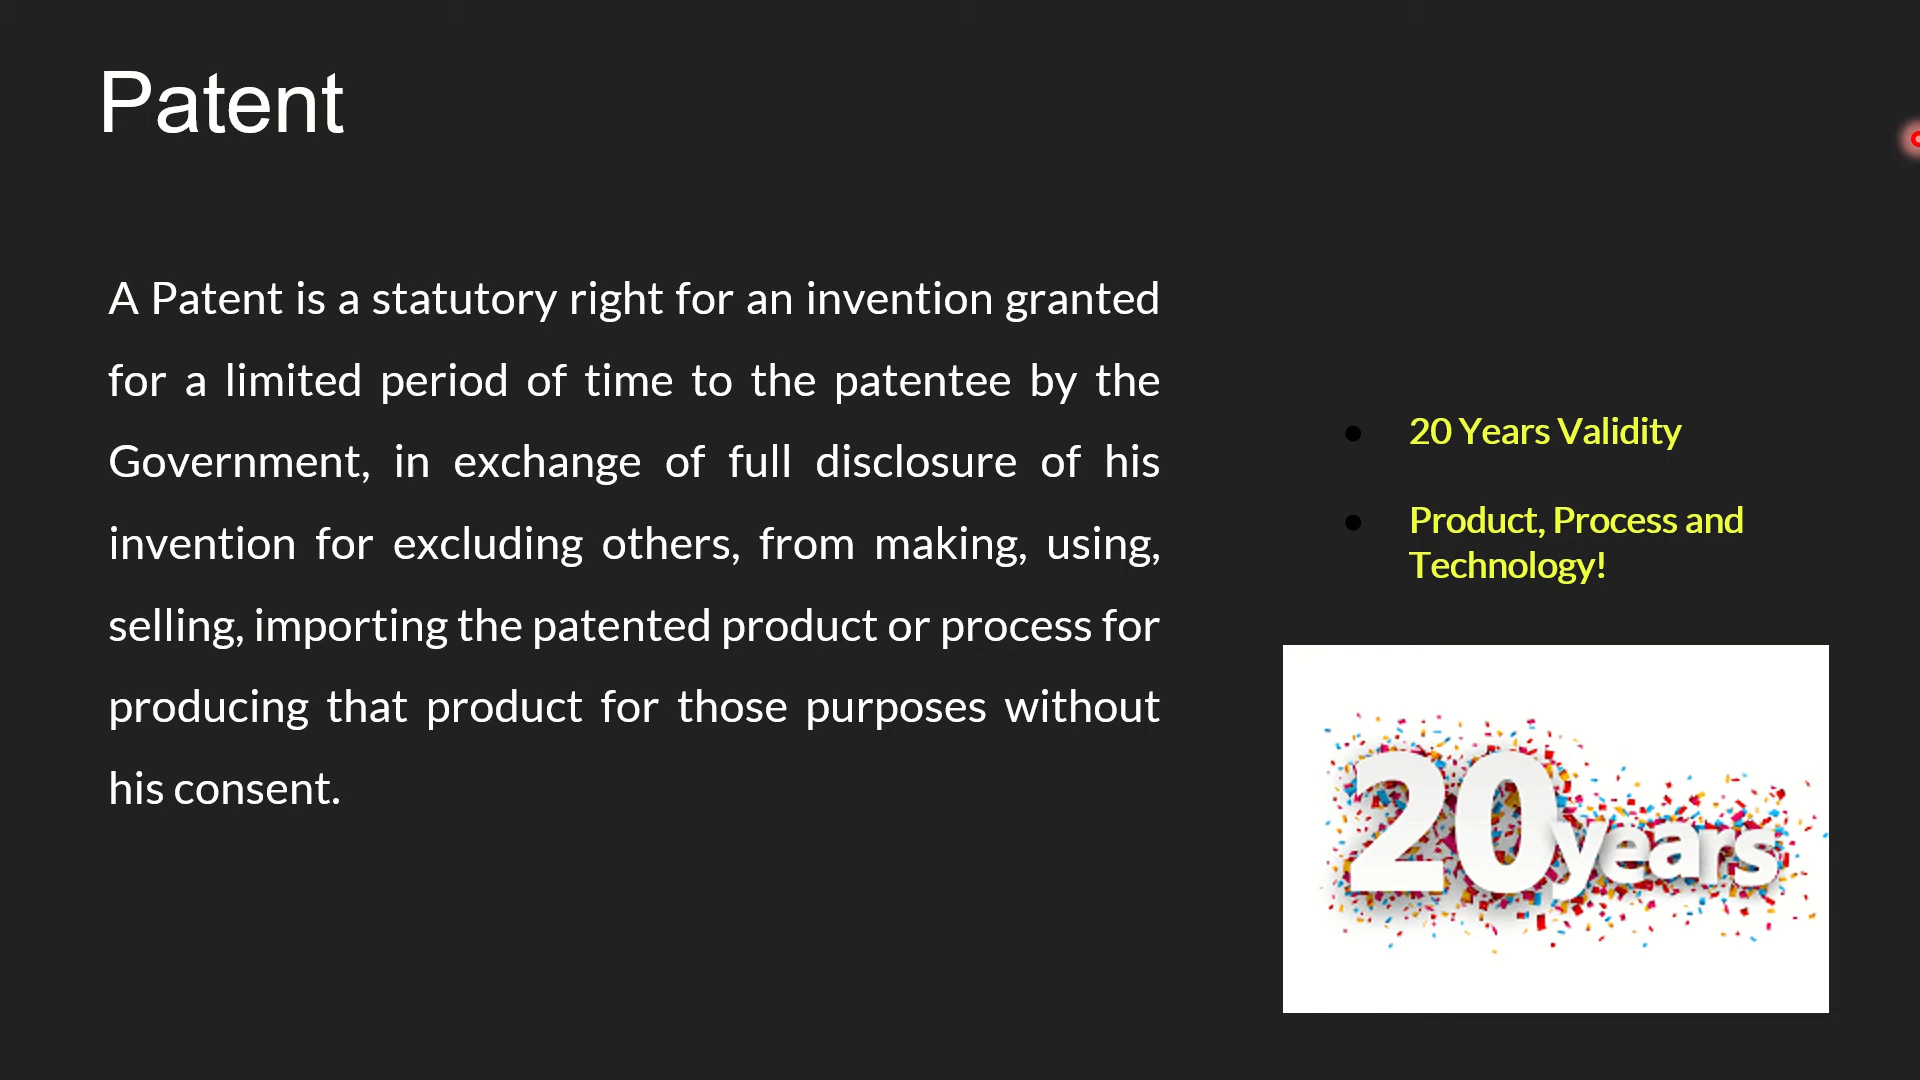 Patent
A Patent is a statutory right for an invention granted
for a limited period of time to the patentee by the
Government, in exchange of full disclosure of his
invention for excluding others, from making, using,
selling, importing the patented product or process for
producing that product for those purposes without
his consent.
● 20 Years Validity
● Product, Process and
Technology!
20years